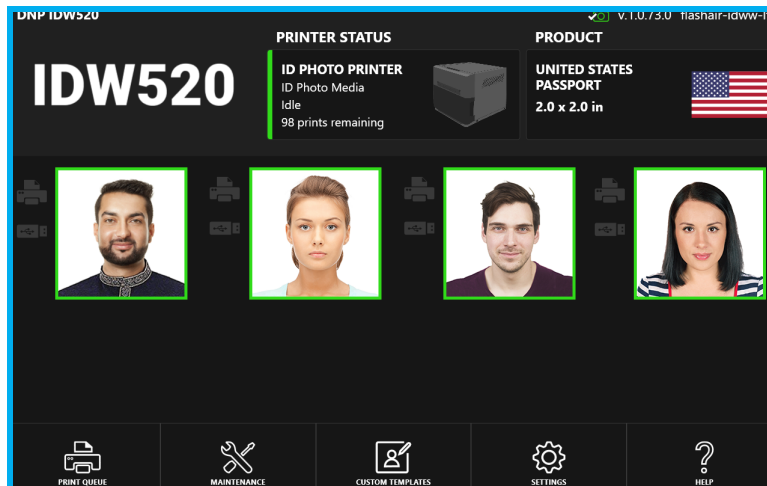 DNP IDW520
v.1.0.73.0 flashair-idww-
IDW520
PRINTER STATUS
ID PHOTO PRINTER
ID Photo Media
Idle
98 prints remaining
PRODUCT
UNITED STATES
PASSPORT
2.0 x 2.0 in
PRINT QUEUE
MAINTENANCE
CUSTOM TEMPLATES
SETTINGS
HELP